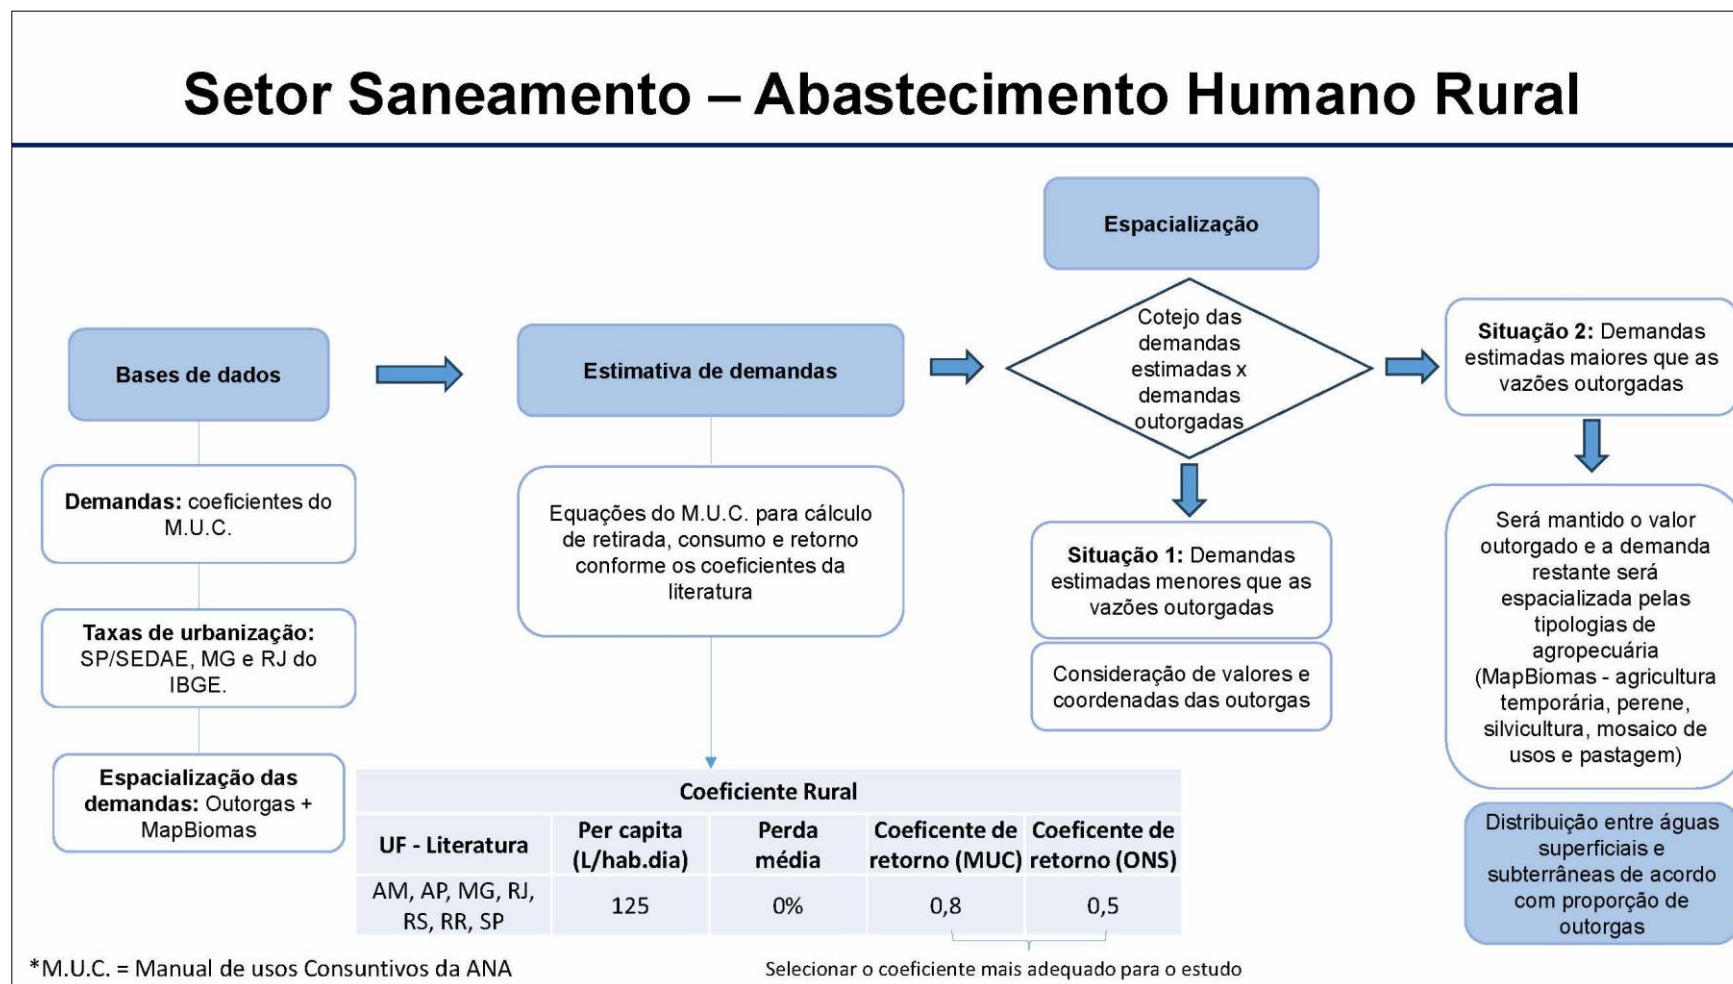 Setor Saneamento – Abastecimento Humano Rural
Bases de dados
Demandas: coeficientes do
M.U.C.
Taxas de urbanização:
SP/SEDAE, MG e RJ do
IBGE.
Espacialização das
demandas: Outorgas +
MapBiomas
Estimativa de demandas
Equações do M.U.C. para cálculo
de retirada, consumo e retorno
conforme os coeficientes da
literatura
Espacialização
Cotejo das
demandas
estimadas x
demandas
outorgadas
Situação 1: Demandas
estimadas menores que as
vazões outorgadas
Consideração de valores e
coordenadas das outorgas
Situação 2: Demandas
estimadas maiores que as
vazões outorgadas
Será mantido o valor
outorgado e a demanda
restante será
espacializada pelas
tipologias de
agropecuária
(MapBiomas - agricultura
temporária, perene,
silvicultura, mosaico de
usos e pastagem)
Distribuição entre águas
superficiais e
subterrâneas de acordo
com proporção de
outorgas
Coeficiente Rural
UF - Literatura
Per capita
(L/hab.dia)
Perda
média
Coeficente de
retorno (MUC)
Coeficente de
retorno (ONS)
AM, AP, MG, RJ,
RS, RR, SP
125
0%
0,8
0,5
Selecionar o coeficiente mais adequado para o estudo
*M.U.C. = Manual de usos Consuntivos da ANA